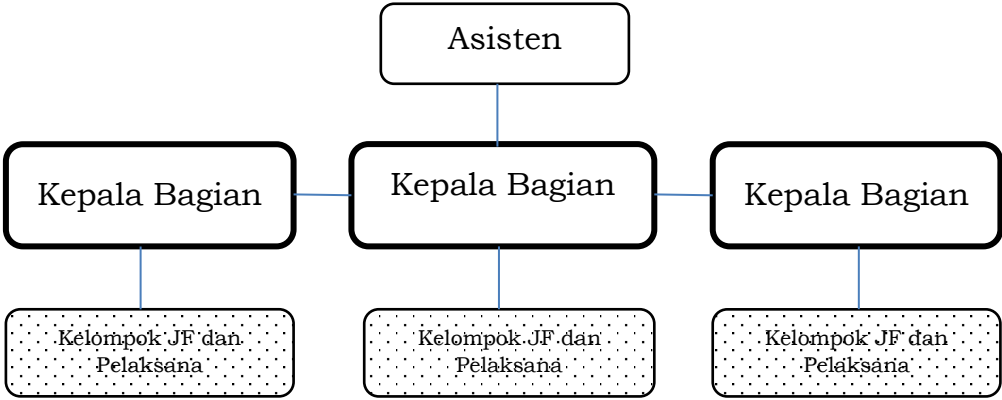 Asisten
Kepala Bagian
Kepala Bagian
Kepala Bagian
Kelompok JF dan
Pelaksana
Kelompok JF dan
Pelaksana
Kelompok JF dan
Pelaksana